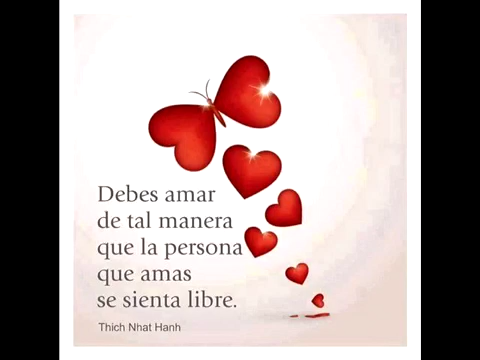 Debes amar
de tal manera
que la persona
que amas
se sienta libre.
Thich Nhat Hanh